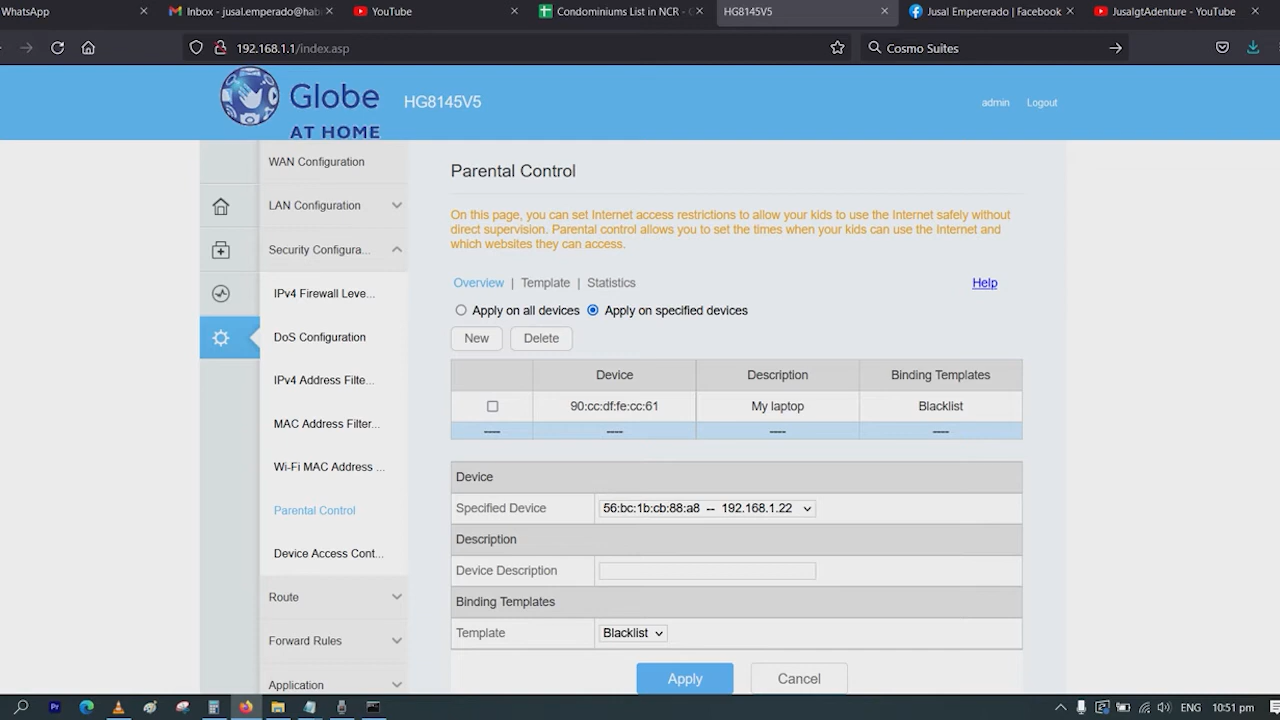 WhatsApp
Inbox - jusal.emperado@hab
YouTube
Condominiums List in NCR - G
HG8145V5
Jusal Empererado | Facebook
JusalgtAdenture - YouTube
192.168.1.1/index.asp
Cosmo Suites
Globe
AT HOME
HG8145V5
admin
Logout
WAN Configuration
LAN Configuration
Security Configura...
IPv4 Firewall Leve...
DoS Configuration
IPv4 Address Filte...
MAC Address Filter...
Wi-Fi MAC Address ...
Parental Control
Device Access Cont...
Route
Forward Rules
Application
Parental Control
On this page, you can set Internet access restrictions to allow your kids to use the Internet safely without
direct supervision. Parental control allows you to set the times when your kids can use the Internet and
which websites they can access.
Overview | Template | Statistics
Help
Apply on all devices Apply on specified devices
New Delete
Device Description Binding Templates
90:cc:df:fe:cc:61 My laptop Blacklist
---- ---- ---- ----
Device
Specified Device 56:bc:1b:cb:88:a8 -- 192.168.1.22
Description
Device Description
Binding Templates
Template Blacklist
Apply Cancel
Pr
10:51 pm